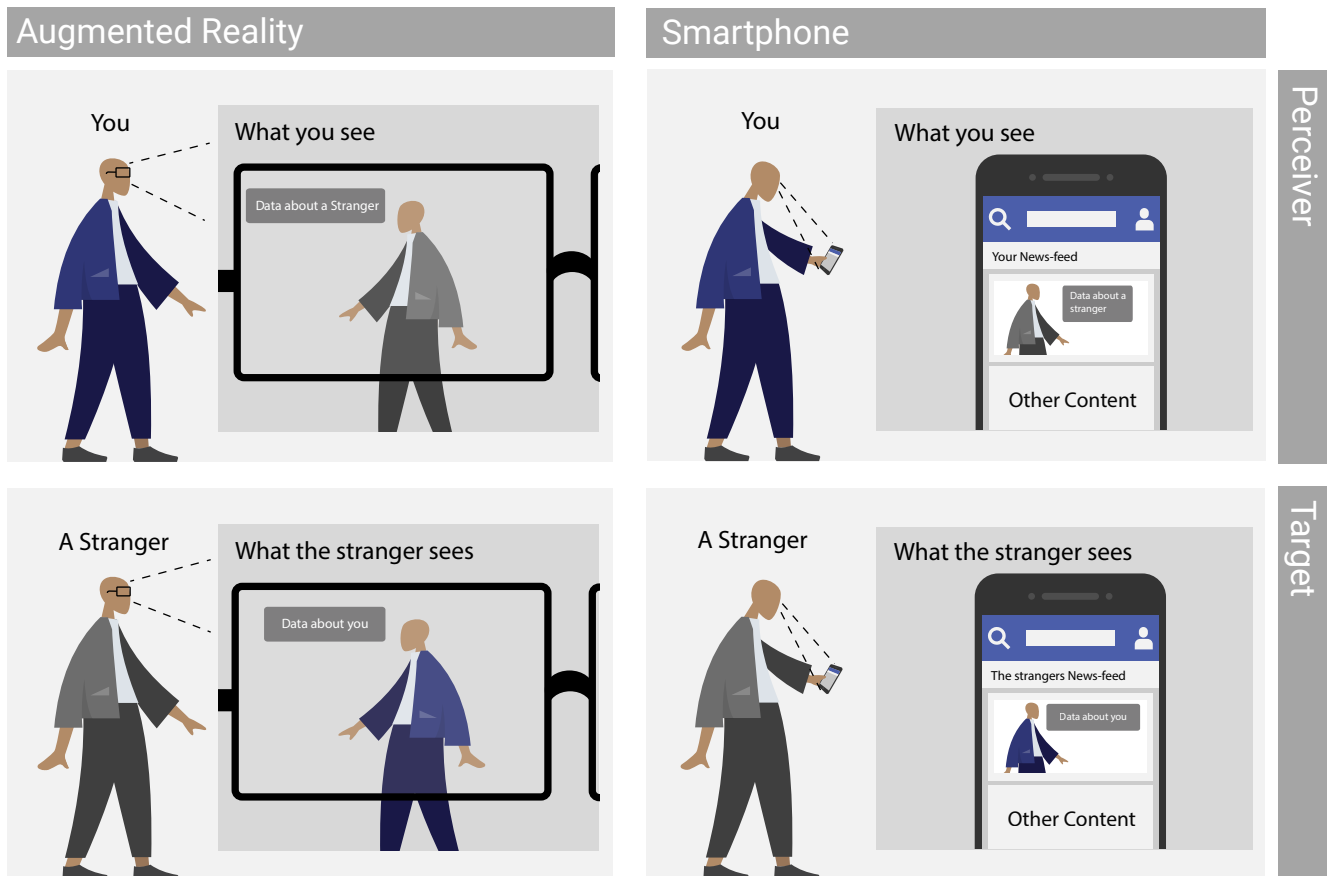 Augmented Reality
Smartphone
Perceiver
You
What you see
Data about a Stranger
You
What you see
Your News-feed
Data about a
stranger
Other Content
Target
A Stranger
What the stranger sees
Data about you
A Stranger
What the stranger sees
The strangers News-feed
Data about you
Other Content